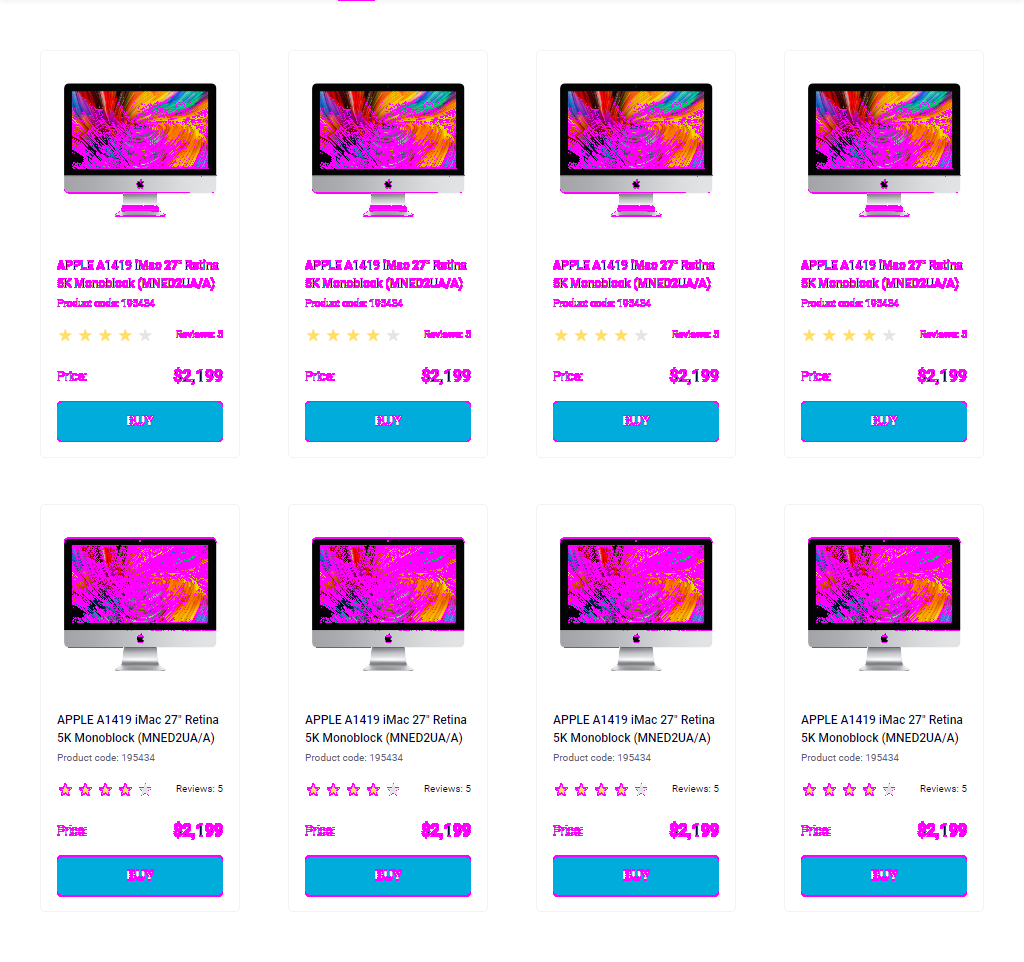 APPLE A1419 iMac 27" Retina
5K Monoblock (MNED2UA/A)
Product code: 195434
Reviews: 5
Price:
$2,199
BUY
APPLE A1419 iMac 27" Retina
5K Monoblock (MNED2UA/A)
Product code: 195434
Reviews: 5
Price:
$2,199
BUY
APPLE A1419 iMac 27" Retina
5K Monoblock (MNED2UA/A)
Product code: 195434
Reviews: 5
Price:
$2,199
BUY
APPLE A1419 iMac 27" Retina
5K Monoblock (MNED2UA/A)
Product code: 195434
Reviews: 5
Price:
$2,199
BUY
APPLE A1419 iMac 27" Retina
5K Monoblock (MNED2UA/A)
Product code: 195434
Reviews: 5
Price:
$2,199
BUY
APPLE A1419 iMac 27" Retina
5K Monoblock (MNED2UA/A)
Product code: 195434
Reviews: 5
Price:
$2,199
BUY
APPLE A1419 iMac 27" Retina
5K Monoblock (MNED2UA/A)
Product code: 195434
Reviews: 5
Price:
$2,199
BUY
APPLE A1419 iMac 27" Retina
5K Monoblock (MNED2UA/A)
Product code: 195434
Reviews: 5
Price:
$2,199
BUY